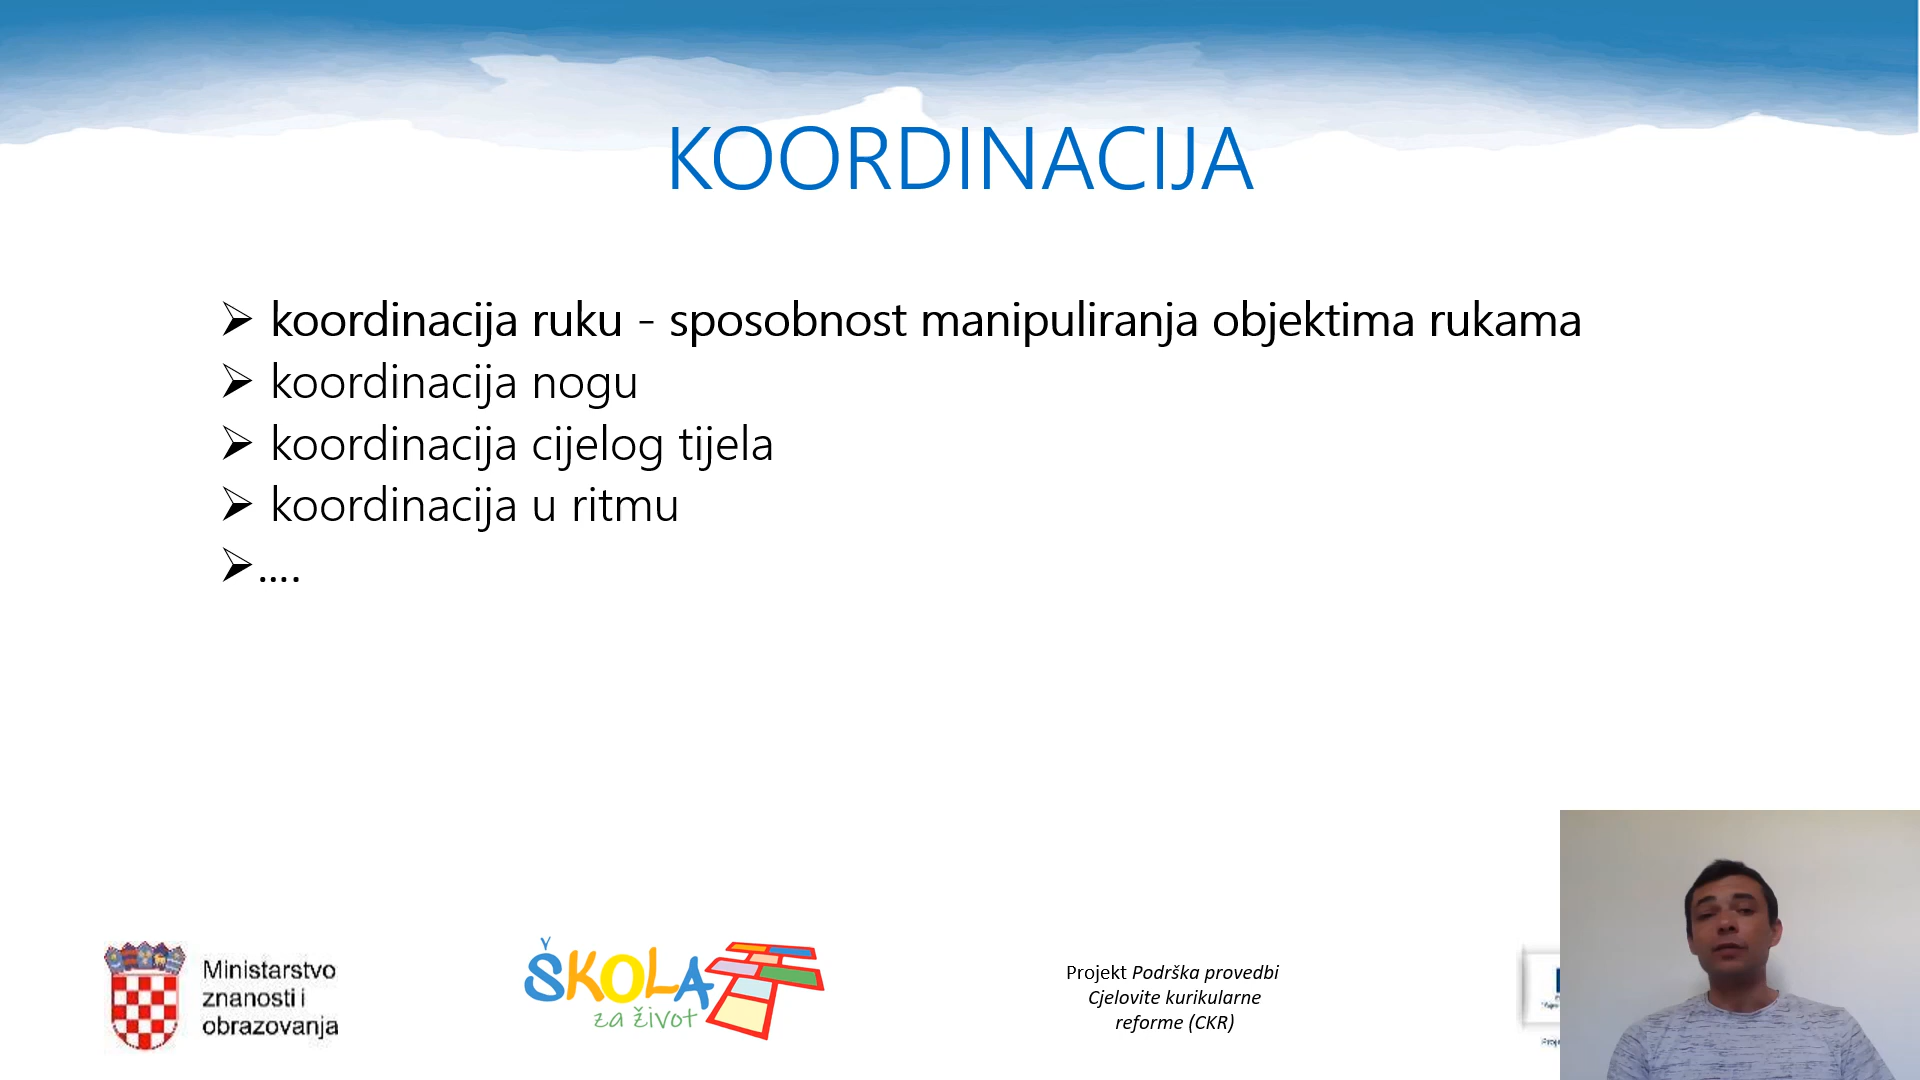 KOORDINACIJA
koordinacija ruku - sposobnost manipuliranja objektima rukama
koordinacija nogu
koordinacija cijelog tijela
koordinacija u ritmu
....
Ministarstvo
znanosti i
obrazovanja
ŠKOLA
za život
Projekt Podrška provedbi
Cjelovite kurikularne
reforme (CKR)